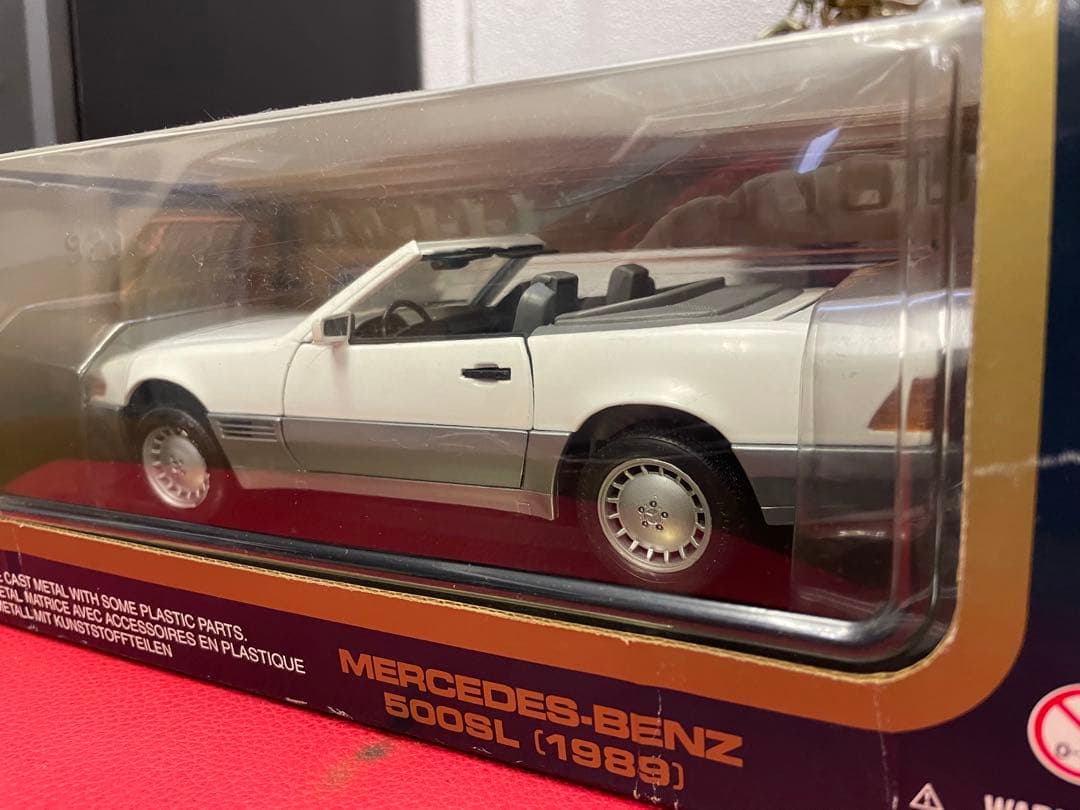 CAST METAL WITH SOME PLASTIC PARTS.
METAL MATRICE AVEC ACCESSOIRES EN PLASTIQUE
METALL MIT KUNSTSTOFFTEILEN
MERCEDES-BENZ
500SL (1989)